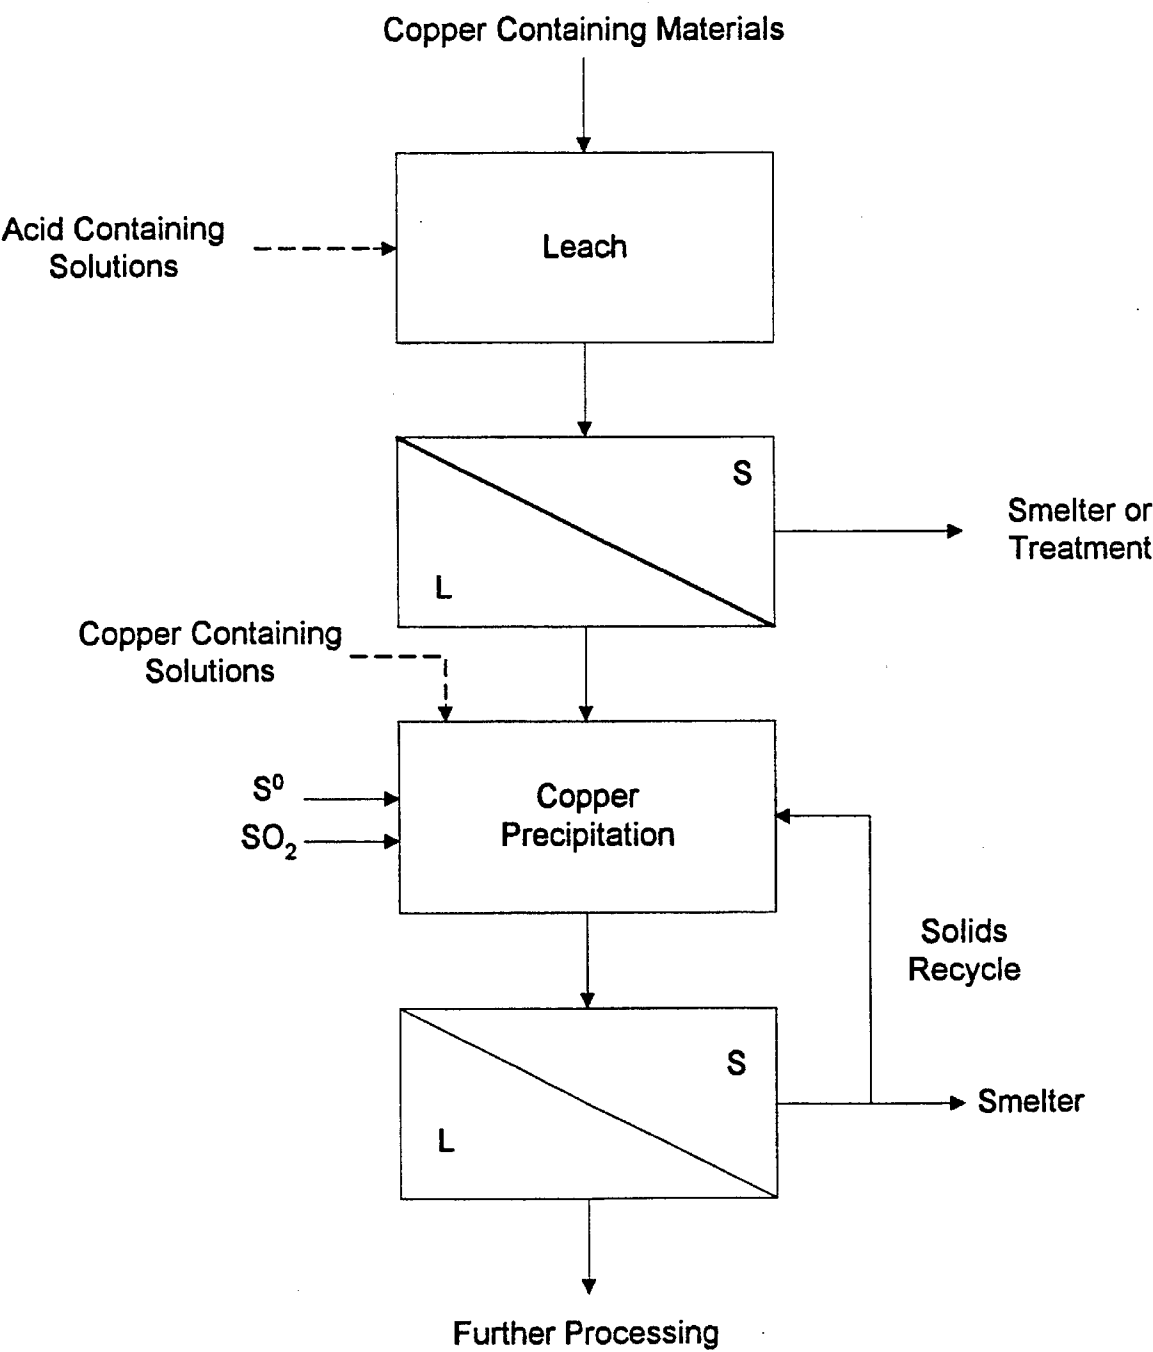 Copper Containing Materials
Acid Containing
Solutions
Leach
S
L
Smelter or
Treatment
Copper Containing
Solutions
S⁰
SO₂
Copper
Precipitation
Solids
Recycle
S
L
Smelter
Further Processing